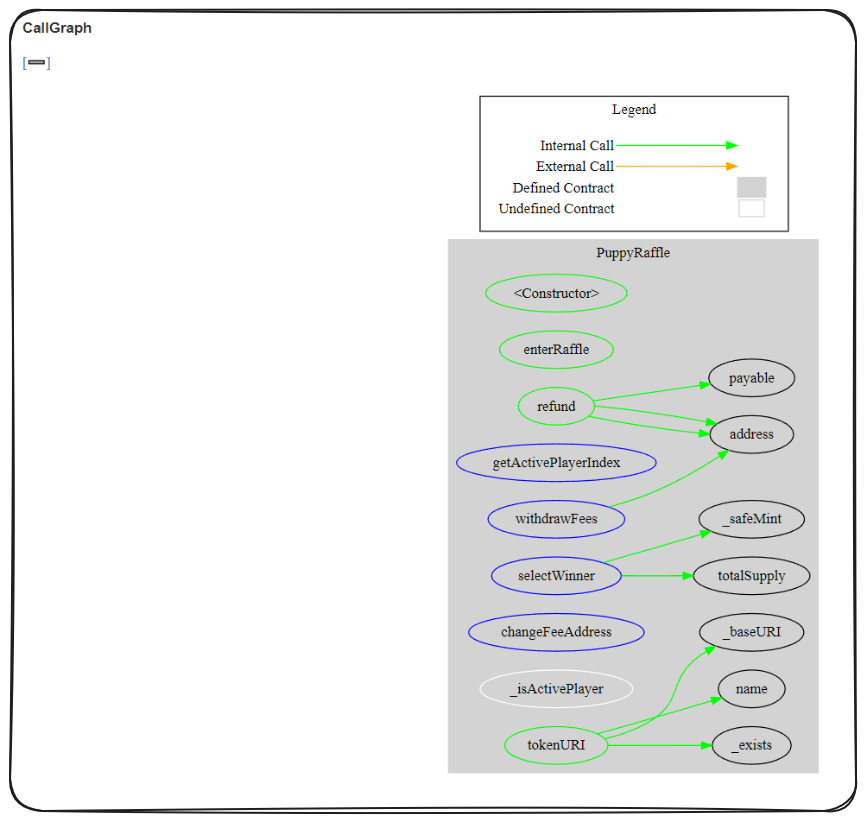 CallGraph
[ ]
Legend
Internal Call
External Call
Defined Contract
Undefined Contract
PuppyRaffle
<Constructor>
enterRaffle
payable
refund
address
getActivePlayerIndex
withdrawFees
_safeMint
selectWinner
totalSupply
changeFeeAddress
_baseURI
_isActivePlayer
name
tokenURI
_exists